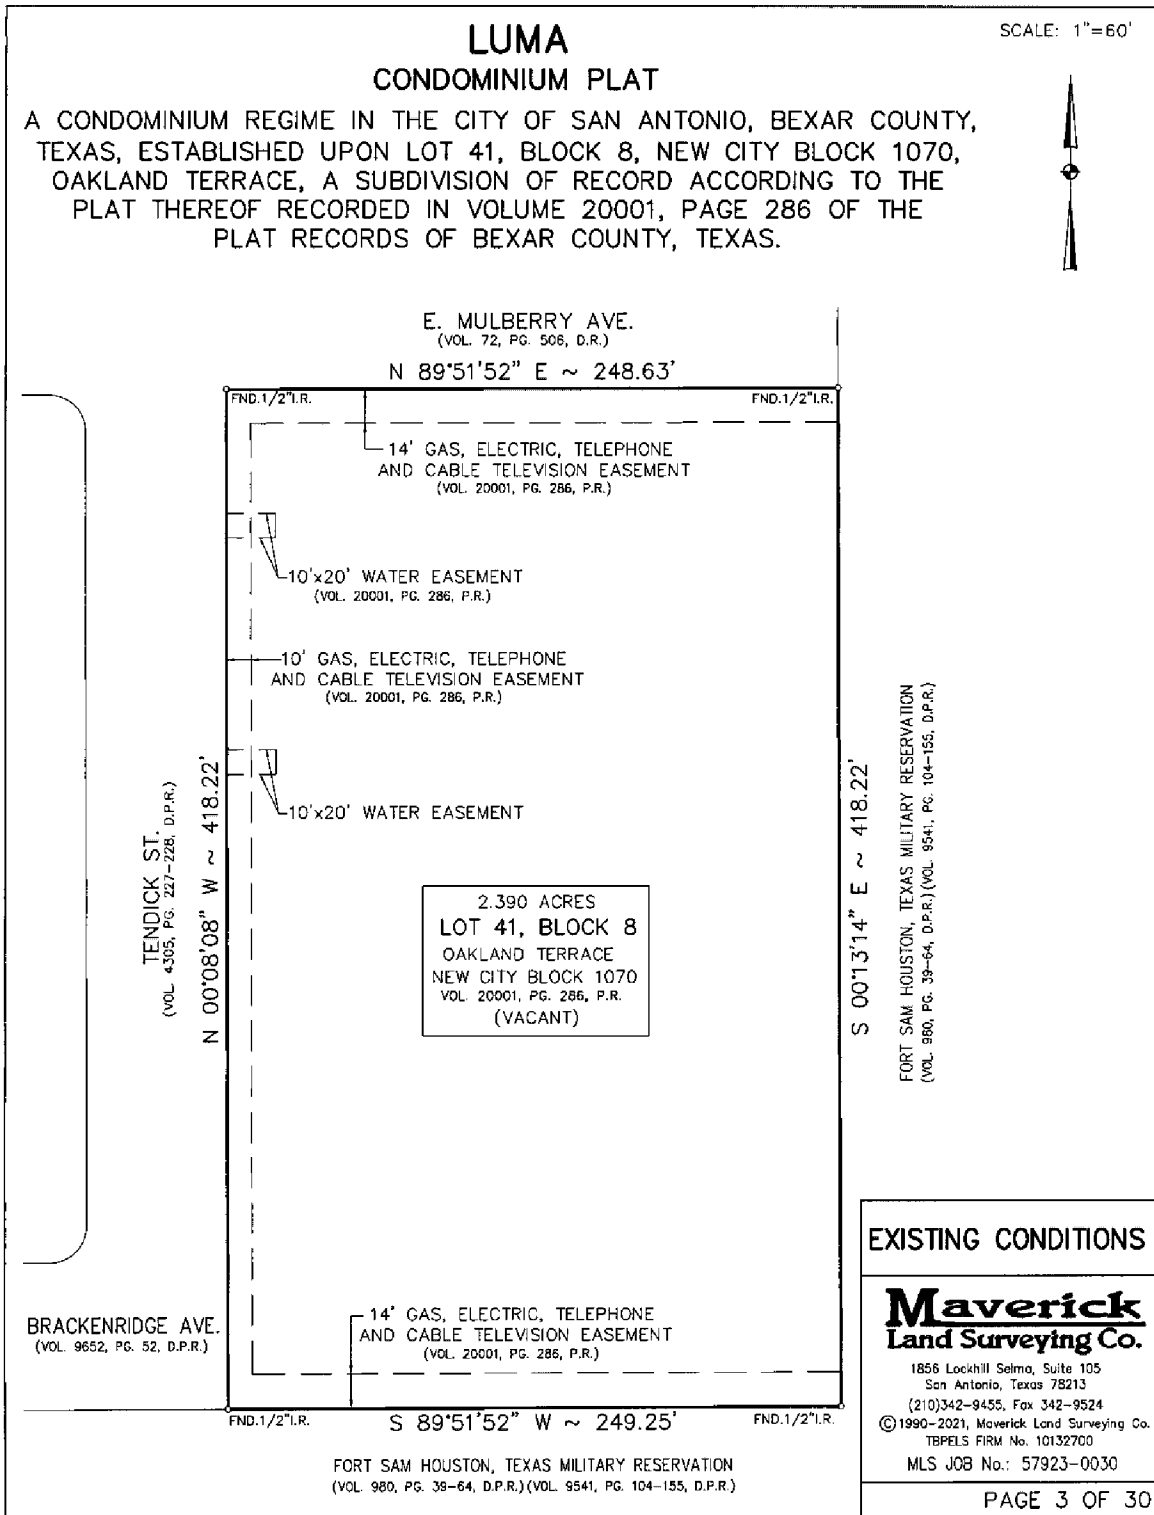 SCALE: 1"=60'
LUMA
CONDOMINIUM PLAT
A CONDOMINIUM REGIME IN THE CITY OF SAN ANTONIO, BEXAR COUNTY,
TEXAS, ESTABLISHED UPON LOT 41, BLOCK 8, NEW CITY BLOCK 1070,
OAKLAND TERRACE, A SUBDIVISION OF RECORD ACCORDING TO THE
PLAT THEREOF RECORDED IN VOLUME 20001, PAGE 286 OF THE
PLAT RECORDS OF BEXAR COUNTY, TEXAS.
E. MULBERRY AVE.
(VOL. 72, PG. 506, D.R.)
N 89°51'52" E ~ 248.63'
FND.1/2"I.R.
FND.1/2"I.R.
14' GAS, ELECTRIC, TELEPHONE
AND CABLE TELEVISION EASEMENT
(VOL. 20001, PG. 286, P.R.)
10'x20' WATER EASEMENT
(VOL. 20001, PG. 286, P.R.)
10' GAS, ELECTRIC, TELEPHONE
AND CABLE TELEVISION EASEMENT
(VOL. 20001, PG. 286, P.R.)
10'x20' WATER EASEMENT
TENDICK ST.
(VOL. 4305, PG. 227-228, D.P.R.)
N 00°08'08" W ~ 418.22'
2.390 ACRES
LOT 41, BLOCK 8
OAKLAND TERRACE
NEW CITY BLOCK 1070
VOL. 20001, PG. 286, P.R.
(VACANT)
S 00°13'14" E ~ 418.22'
FORT SAM HOUSTON, TEXAS MILITARY RESERVATION
(VOL. 980, PG. 39-64, D.P.R.)(VOL. 9541, PG. 104-155, D.P.R.)
BRACKENRIDGE AVE.
(VOL. 9652, PG. 52, D.P.R.)
14' GAS, ELECTRIC, TELEPHONE
AND CABLE TELEVISION EASEMENT
(VOL. 20001, PG. 286, P.R.)
FND.1/2"I.R.
S 89°51'52" W ~ 249.25'
FND.1/2"I.R.
FORT SAM HOUSTON, TEXAS MILITARY RESERVATION
(VOL. 980, PG. 39-64, D.P.R.)(VOL. 9541, PG. 104-155, D.P.R.)
EXISTING CONDITIONS
Maverick
Land Surveying Co.
1856 Lockhill Selma, Suite 105
San Antonio, Texas 78213
(210)342-9455, Fax 342-9524
©1990-2021, Maverick Land Surveying Co.
TBPELS FIRM No. 10132700
MLS JOB No.: 57923-0030
PAGE 3 OF 30